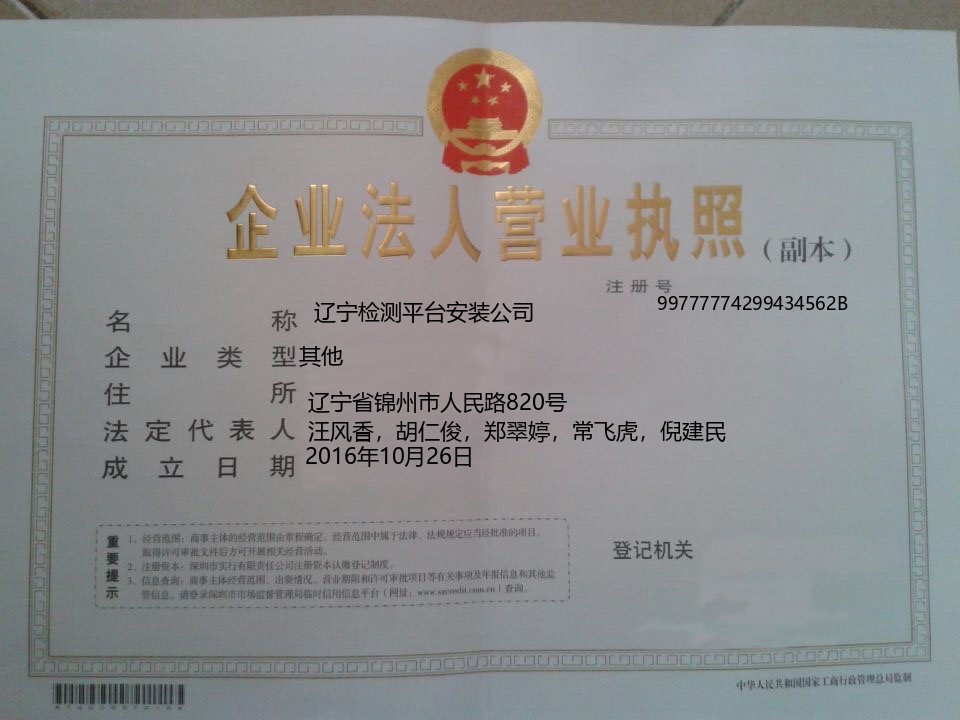 企业法人营业执照
（副本）
注册号 99777774299434562B
名称 辽宁检测平台安装公司
企业类型 其他
住所 辽宁省锦州市人民路820号
法定代表人 汪风香，胡仁俊，郑翠婷，常飞虎，倪建民
成立日期 2016年10月26日
重要提示
1、经营范围：商事主体的经营范围由章程确定。经营范围中属于法律、法规规定应当经批准的项目，
取得许可审批文件后方可开展相关经营活动。
2、注册资本：深圳市实行有限责任公司注册资本认缴登记制度。
3、信息查询：商事主体经营范围、出资情况、营业期限和许可审批项目等有关事项及年报信息和其他监
管信息，请登录深圳市市场监督管理局临时信用信息平台（网址：www.szcredit.com.cn）查询。
登记机关
中华人民共和国国家工商行政管理总局监制